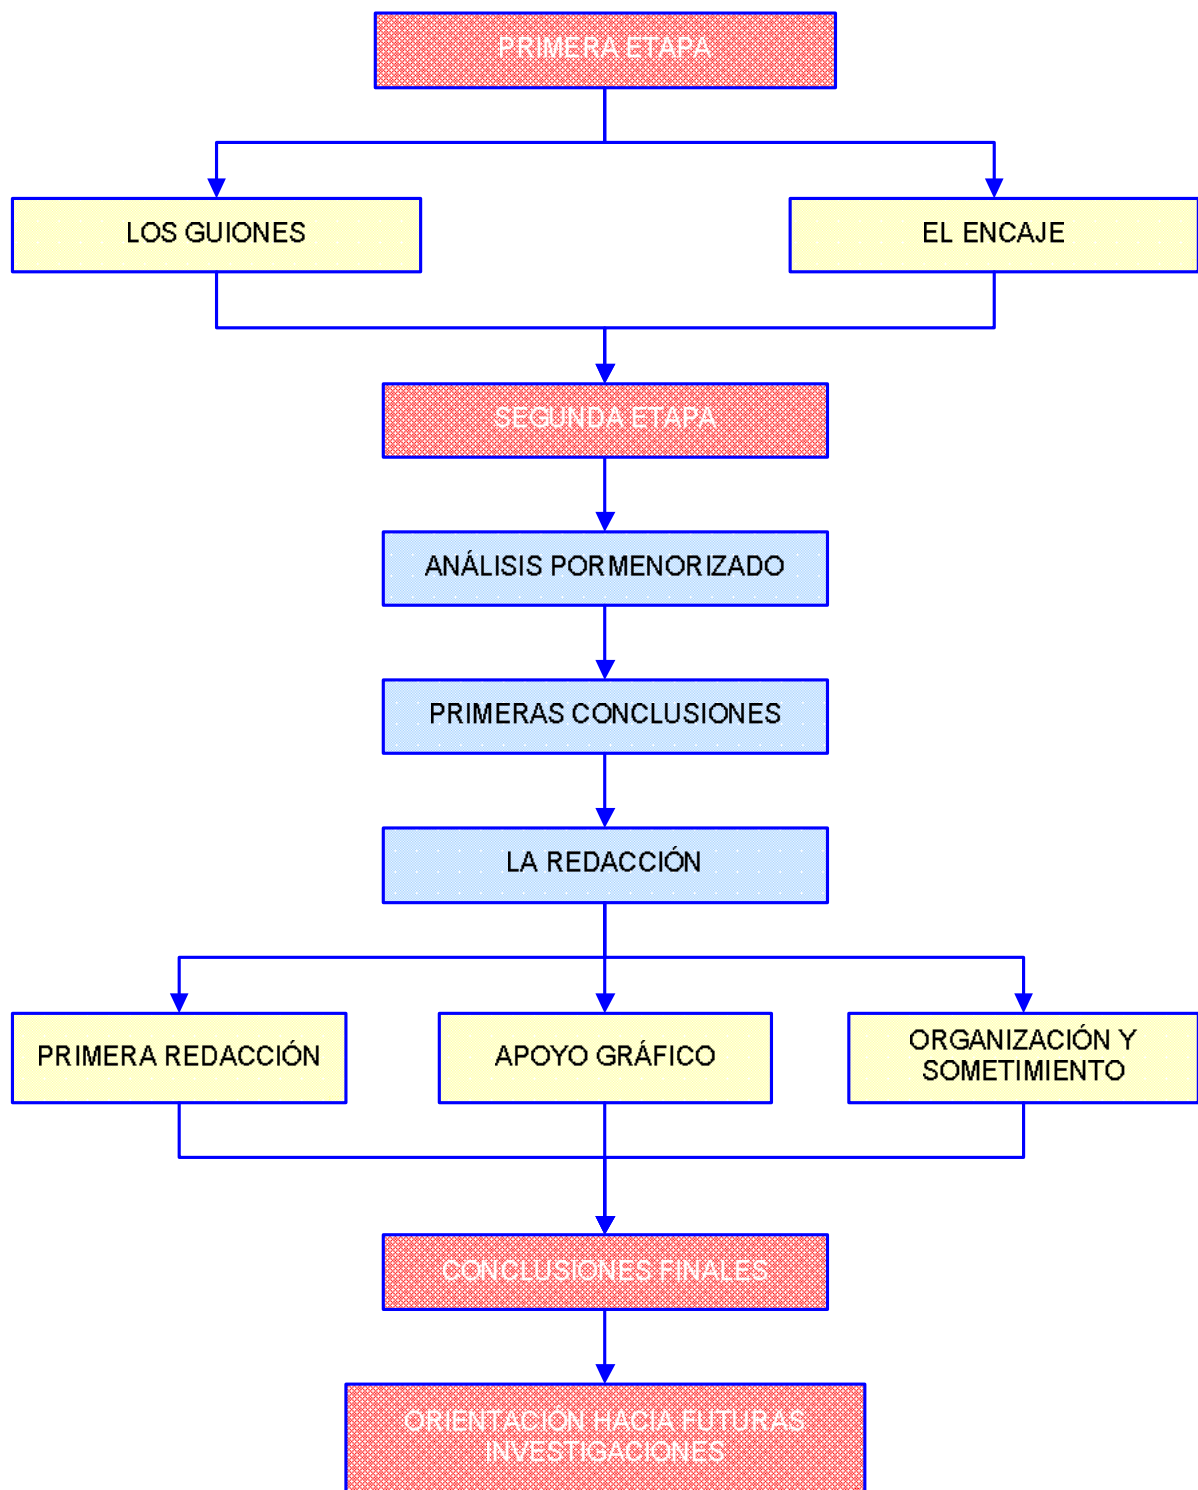 PRIMERA ETAPA
LOS GUIONES
EL ENCAJE
SEGUNDA ETAPA
ANÁLISIS PORMENORIZADO
PRIMERAS CONCLUSIONES
LA REDACCIÓN
PRIMERA REDACCIÓN
APOYO GRÁFICO
ORGANIZACIÓN Y
SOMETIMIENTO
CONCLUSIONES FINALES
ORIENTACIÓN HACIA FUTURAS
INVESTIGACIONES